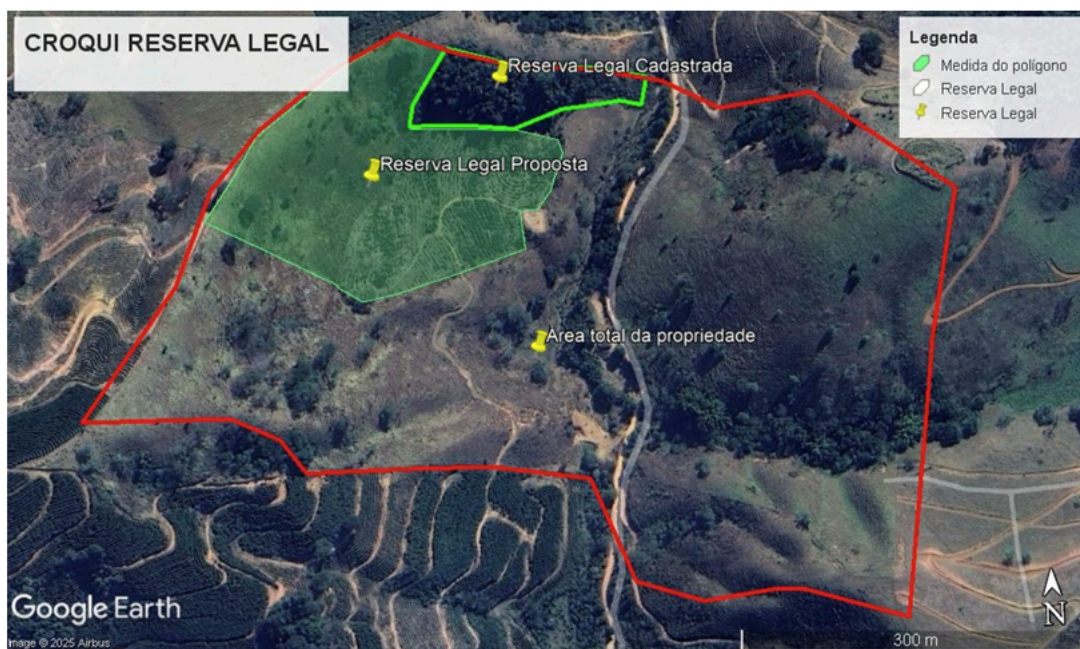 CROQUI RESERVA LEGAL
Legenda
Medida do polígono
Reserva Legal
Reserva Legal
Reserva Legal Cadastrada
Reserva Legal Proposta
Área total da propriedade
Google Earth
Image © 2025 Airbus
300 m
N